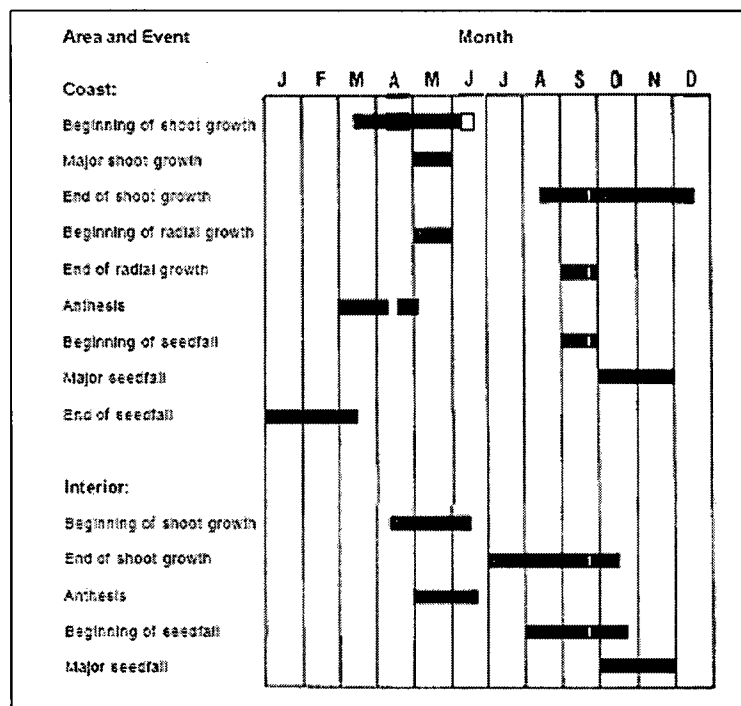 Area and Event Month
J F M A M J J A S O N D
Coast:
Beginning of shoot growth
Major shoot growth
End of shoot growth
Beginning of radial growth
End of radial growth
Anthesis
Beginning of seedfall
Major seedfall
End of seedfall
Interior:
Beginning of shoot growth
End of shoot growth
Anthesis
Beginning of seedfall
Major seedfall